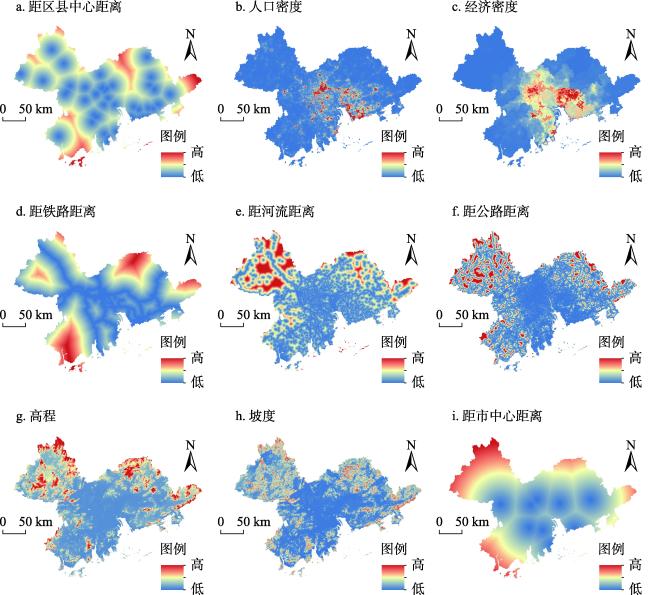 a. 距区县中心距离
b. 人口密度
c. 经济密度
N
N
N
0 50 km
0 50 km
0 50 km
图例
图例
图例
高
高
高
低
低
低
d. 距铁路距离
e. 距河流距离
f. 距公路距离
N
N
N
0 50 km
0 50 km
0 50 km
图例
图例
图例
高
高
高
低
低
低
g. 高程
h. 坡度
i. 距市中心距离
N
N
N
0 50 km
0 50 km
0 50 km
图例
图例
图例
高
高
高
低
低
低